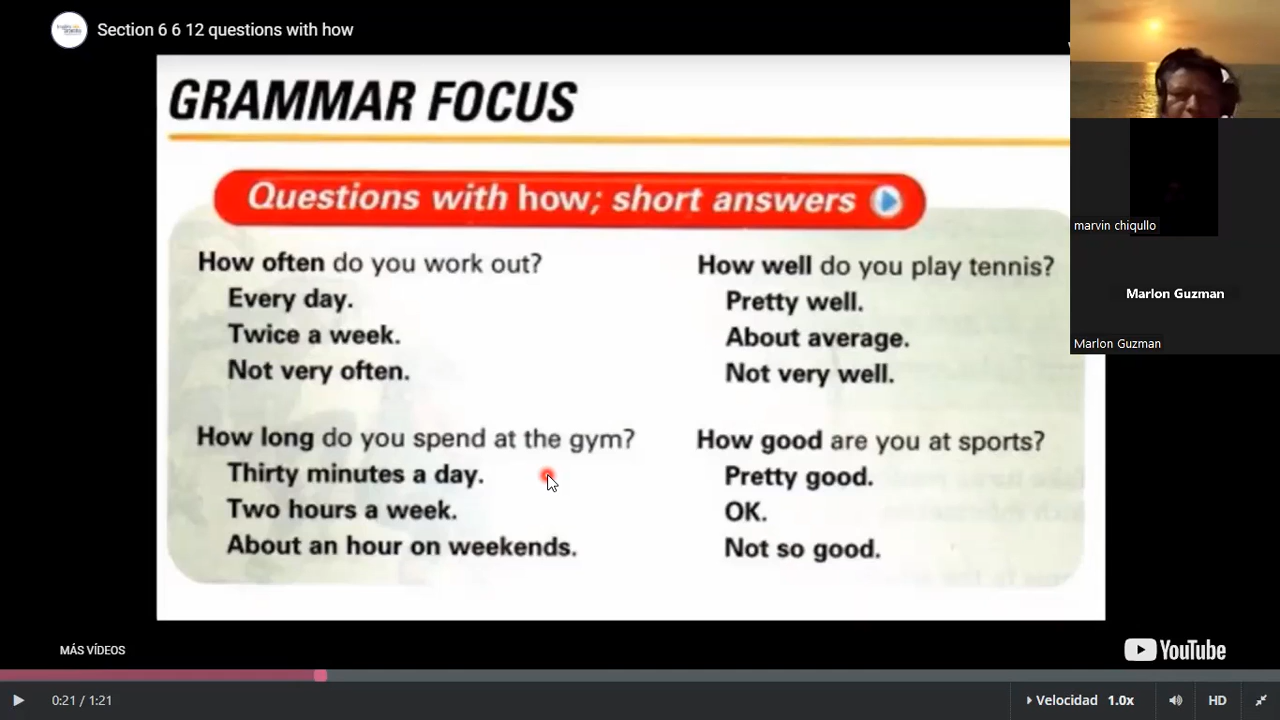 Section 6 6 12 questions with how
GRAMMAR FOCUS
Questions with how; short answers
How often do you work out?
Every day.
Twice a week.
Not very often.
How well do you play tennis?
Pretty well.
About average.
Not very well.
How long do you spend at the gym?
Thirty minutes a day.
Two hours a week.
About an hour on weekends.
How good are you at sports?
Pretty good.
OK.
Not so good.
marvin chiqullo
Marlon Guzman
Marlon Guzman
MÁS VÍDEOS
YouTube
0:21 / 1:21
Velocidad 1.0x
HD